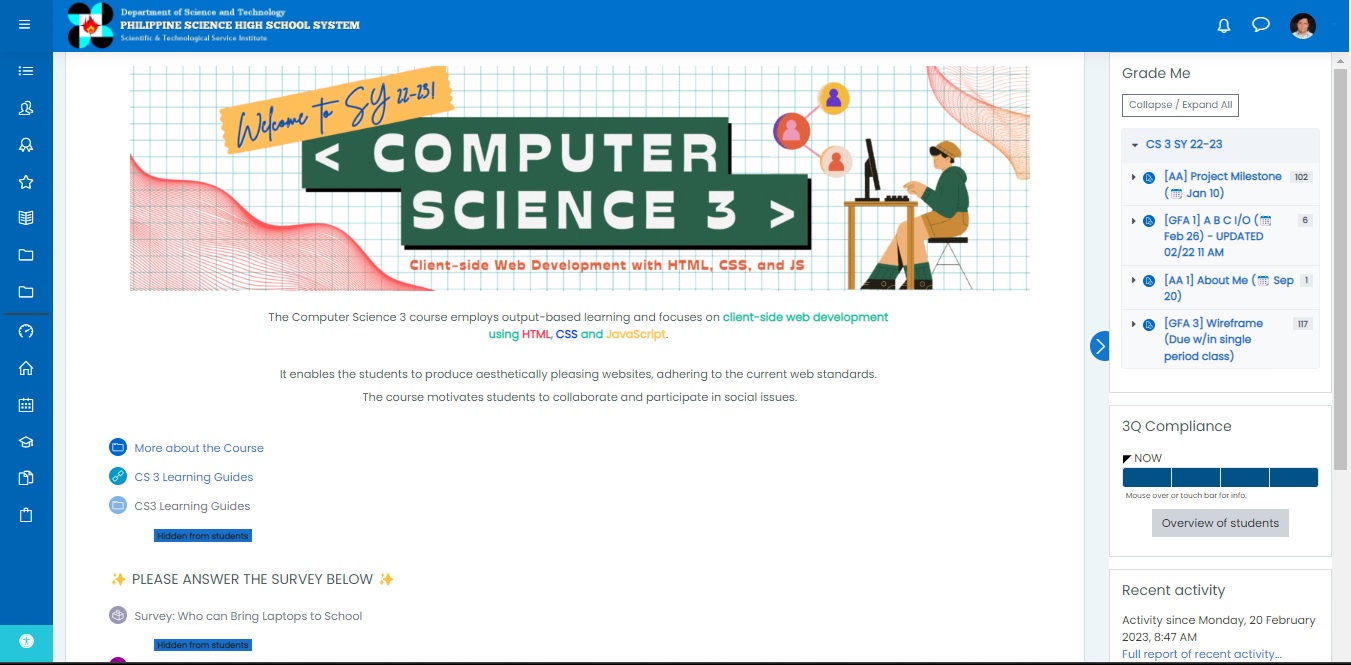 Department of Science and Technology
PHILIPPINE SCIENCE HIGH SCHOOL SYSTEM
Scientific & Technological Service Institute
Welcome to SY 22-23!
< COMPUTER
SCIENCE 3 >
Client-side Web Development with HTML, CSS, and JS
The Computer Science 3 course employs output-based learning and focuses on client-side web development
using HTML, CSS and JavaScript.
It enables the students to produce aesthetically pleasing websites, adhering to the current web standards.
The course motivates students to collaborate and participate in social issues.
More about the Course
CS 3 Learning Guides
CS3 Learning Guides
Hidden from students
✨ PLEASE ANSWER THE SURVEY BELOW ✨
Survey: Who can Bring Laptops to School
Hidden from students
Grade Me
Collapse / Expand All
CS 3 SY 22-23
[AA] Project Milestone 102
(📅 Jan 10)
[GFA 1] A B C I/O (📅 6
Feb 26) - UPDATED
02/22 11 AM
[AA 1] About Me (📅 Sep 1
20)
[GFA 3] Wireframe 117
(Due w/in single
period class)
3Q Compliance
NOW
Mouse over or touch bar for info.
Overview of students
Recent activity
Activity since Monday, 20 February
2023, 8:47 AM
Full report of recent activity...